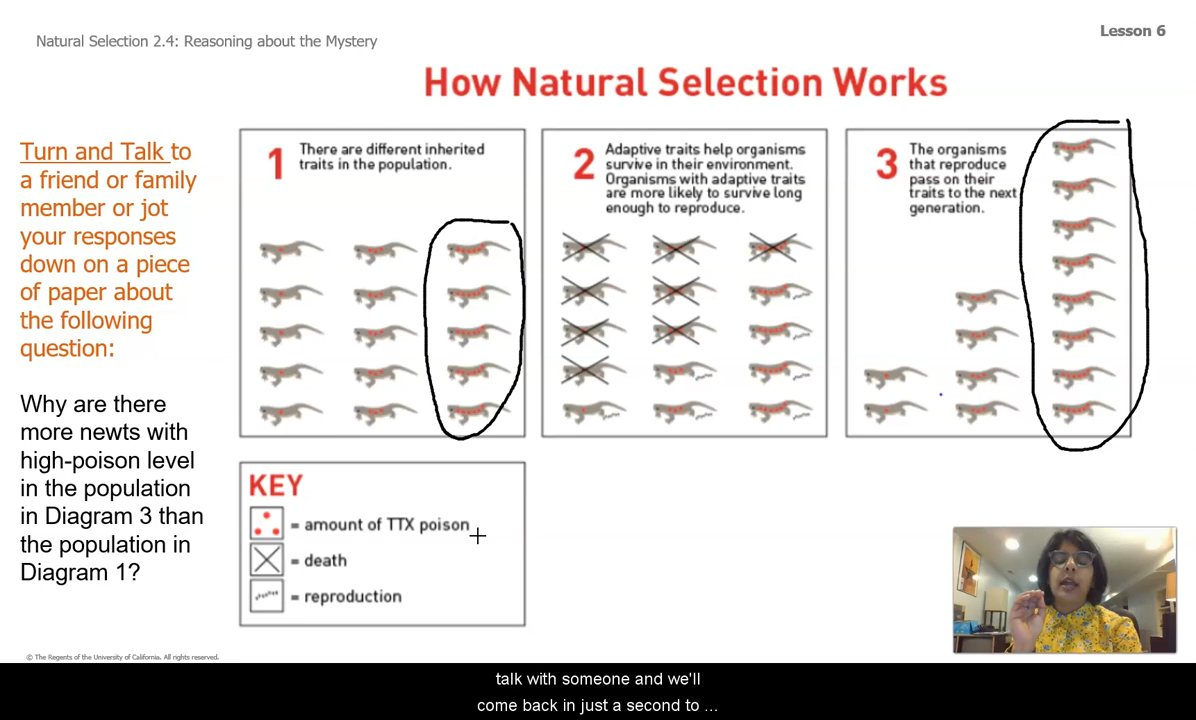 Natural Selection 2.4: Reasoning about the Mystery
Lesson 6
How Natural Selection Works
Turn and Talk to
a friend or family
member or jot
your responses
down on a piece
of paper about
the following
question:
Why are there
more newts with
high-poison level
in the population
in Diagram 3 than
the population in
Diagram 1?
1
There are different inherited
traits in the population.
2
Adaptive traits help organisms
survive in their environment.
Organisms with adaptive traits
are more likely to survive long
enough to reproduce.
3
The organisms
that reproduce
pass on their
traits to the next
generation.
KEY
= amount of TTX poison
= death
= reproduction
© The Regents of the University of California. All rights reserved.
talk with someone and we'll
come back in just a second to ...